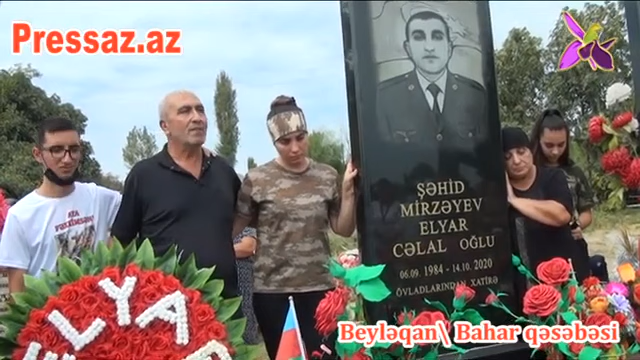 Pressaz.az
ŞƏHİD
MİRZƏYEV
ELYAR
CƏLAL OĞLU
06.09. 1984 - 14.10. 2020
ÖVLADLARINDAN XATİRƏ
Beyləqan\ Bahar qəsəbəsi